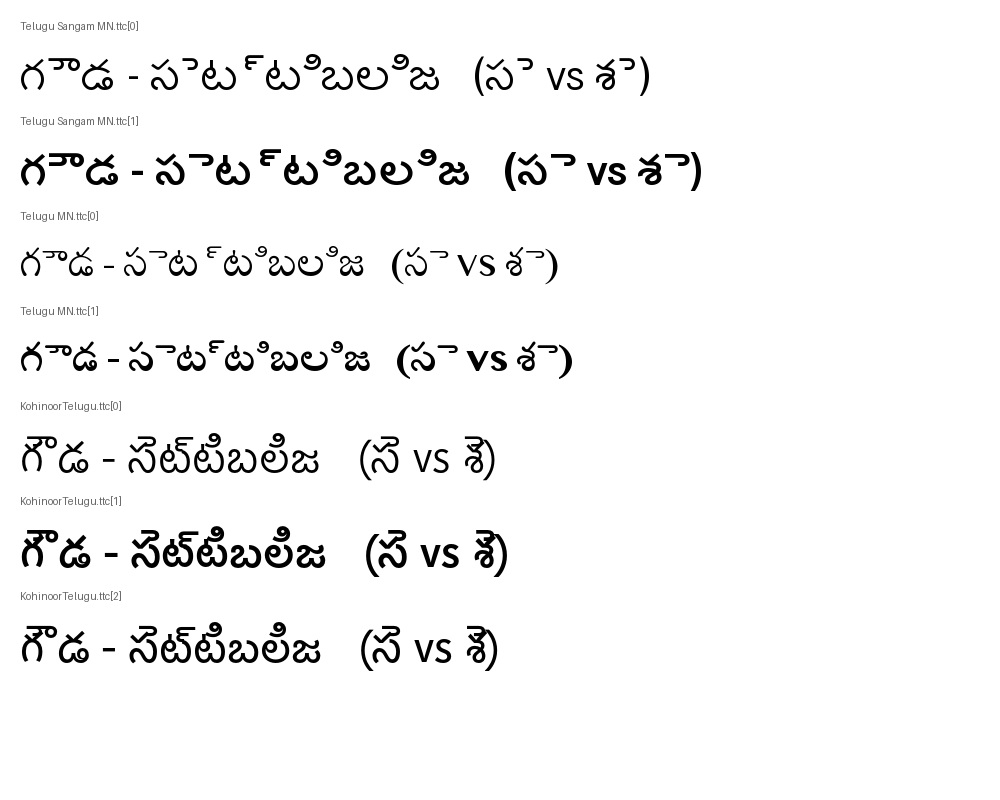 Telugu Sangam MN.ttc[0]
గౌడ - సెట్టిబలిజ (సె vs శె)
Telugu Sangam MN.ttc[1]
గౌడ - సెట్టిబలిజ (సె vs శె)
Telugu MN.ttc[0]
గౌడ - సెట్టిబలిజ (సె vs శె)
Telugu MN.ttc[1]
గౌడ - సెట్టిబలిజ (సె vs శె)
KohinoorTelugu.ttc[0]
గౌడ - సెట్టిబలిజ (సె vs శె)
KohinoorTelugu.ttc[1]
గౌడ - సెట్టిబలిజ (సె vs శె)
KohinoorTelugu.ttc[2]
గౌడ - సెట్టిబలిజ (సె vs శె)